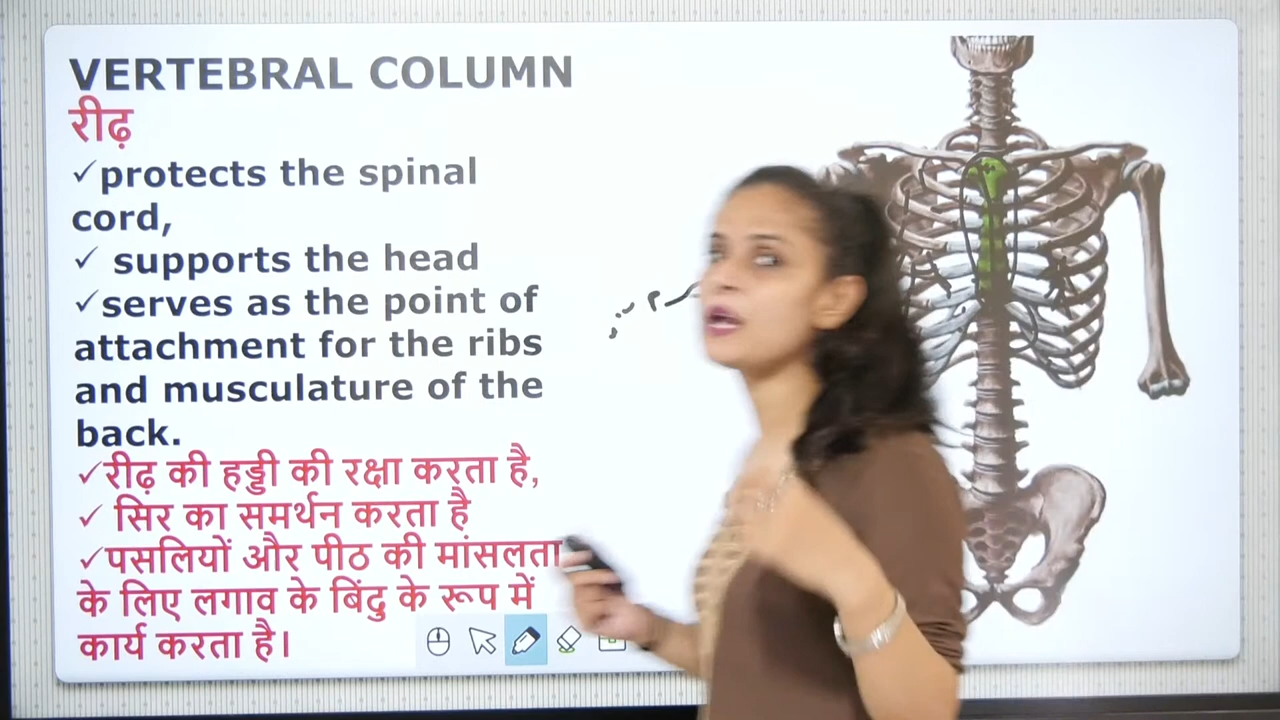 VERTEBRAL COLUMN
रीढ़
✓protects the spinal
cord,
✓ supports the head
✓serves as the point of
attachment for the ribs
and musculature of the
back.
✓रीढ़ की हड्डी की रक्षा करता है,
✓ सिर का समर्थन करता है
✓पसलियों और पीठ की मांसलता
के लिए लगाव के बिंदु के रूप में
कार्य करता है।